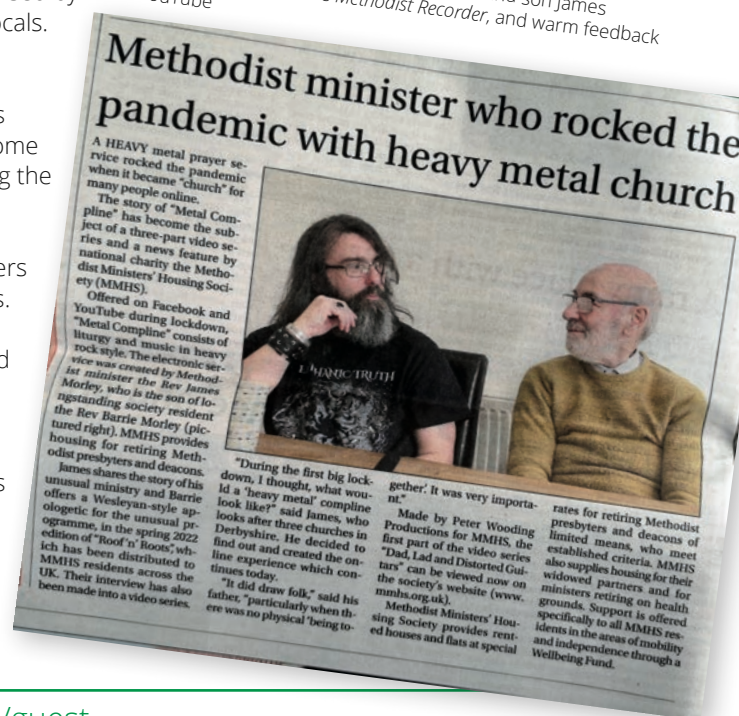 ouTube
ocals.
son James
Methodist Recorder, and warm feedback
s
ome
g the
ers
s.
d
s
Methodist minister who rocked the
pandemic with heavy metal church
A HEAVY metal prayer se-
rvice rocked the pandemic
when it became "church" for
many people online.
The story of "Metal Com-
pline" has become the sub-
ject of a three-part video se-
ries and a news feature by
national charity the Metho-
dist Ministers' Housing Soci-
ety (MMHS).
Offered on Facebook and
YouTube during lockdown,
"Metal Compline" consists of
liturgy and music in heavy
rock style. The electronic ser-
vice was created by Method-
ist minister the Rev James
Morley, who is the son of lo-
ngstanding society resident
the Rev Barrie Morley (pic-
tured right). MMHS provides
housing for retiring Meth-
odist presbyters and deacons.
James shares the story of his
unusual ministry and Barrie
offers a Wesleyan-style ap-
ologetic for the unusual pr-
ogramme, in the spring 2022
edition of "Roof 'n' Roots", wh-
ich has been distributed to
MMHS residents across the
UK. Their interview has also
been made into a video series.
"During the first big lock-
down, I thought, what wou-
ld a 'heavy metal' compline
look like?" said James, who
looks after three churches in
Derbyshire. He decided to
find out and created the on-
line experience which con-
tinues today.
"It did draw folk," said his
father, "particularly when th-
ere was no physical 'being to-
gether.' It was very importa-
nt."
Made by Peter Wooding
Productions for MMHS, the
first part of the video series
"Dad, Lad and Distorted Gui-
tars" can be viewed now on
the society's website (www.
mmhs.org.uk).
Methodist Ministers' Hou-
sing Society provides rent-
ed houses and flats at special
rates for retiring Methodist
presbyters and deacons of
limited means, who meet
established criteria. MMHS
also supplies housing for their
widowed partners and for
ministers retiring on health
grounds. Support is offered
specifically to all MMHS res-
idents in the areas of mobility
and independence through a
Wellbeing Fund.
TRUTH
/guest